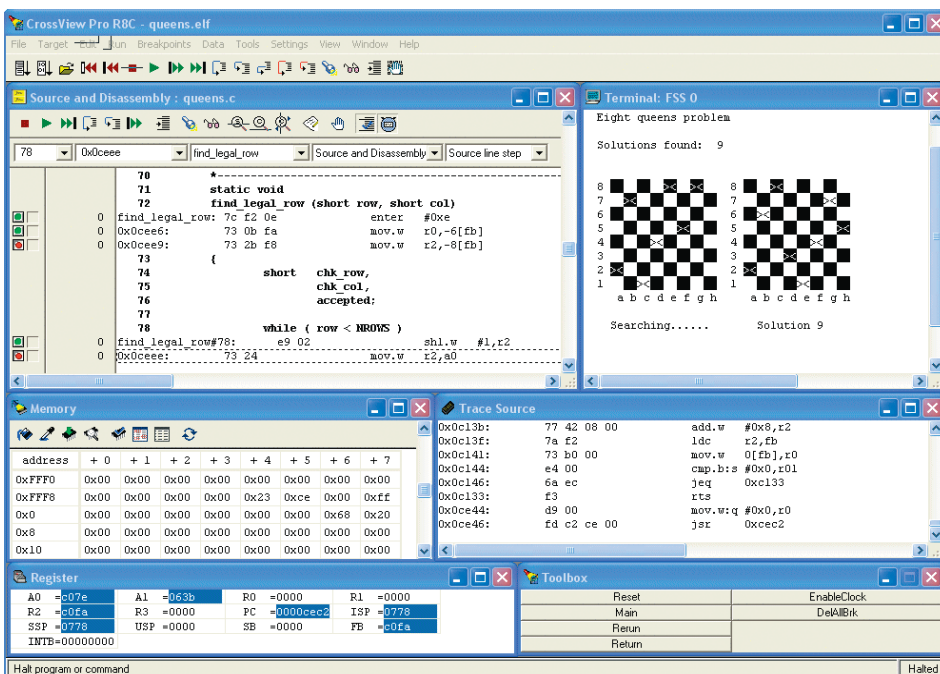 CrossView Pro R8C - queens.elf
File Target Edit Run Breakpoints Data Tools Settings View Window Help
Source and Disassembly : queens.c
78 0x0ceee find_legal_row Source and Disassembly Source line step
70 *-----------------------------------------------
71 static void
72 find_legal_row (short row, short col)
0 find_legal_row: 7c f2 0e enter #0xe
0 0x0cee6: 73 0b fa mov.w r0,-6[fb]
0 0x0cee9: 73 2b f8 mov.w r2,-8[fb]
73 {
74 short chk_row,
75 chk_col,
76 accepted;
77
78 while ( row < NROWS )
0 find_legal_row#78: e9 02 shl.w #1,r2
0 0x0ceee: 73 24 mov.w r2,a0
Terminal: FSS 0
Eight queens problem
Solutions found: 9
8 8
7 7
6 6
5 5
4 4
3 3
2 2
1 1
a b c d e f g h a b c d e f g h
Searching...... Solution 9
Memory
address + 0 + 1 + 2 + 3 + 4 + 5 + 6 + 7
0xFFF0 0x00 0x00 0x00 0x00 0x00 0x00 0x00 0x00
0xFFF8 0x00 0x00 0x00 0x00 0x23 0xce 0x00 0xff
0x0 0x00 0x00 0x00 0x00 0x00 0x00 0x68 0x20
0x8 0x00 0x00 0x00 0x00 0x00 0x00 0x00 0x00
0x10 0x00 0x00 0x00 0x00 0x00 0x00 0x00 0x00
Trace Source
0x0c13b: 77 42 08 00 add.w #0x8,r2
0x0c13f: 7a f2 ldc r2,fb
0x0c141: 73 b0 00 mov.w 0[fb],r0
0x0c144: e4 00 cmp.b:s #0x0,r0l
0x0c146: 6a ec jeq 0xc133
0x0c133: f3 rts
0x0ce44: d9 00 mov.w:q #0x0,r0
0x0ce46: fd c2 ce 00 jsr 0xcec2
Register
A0 =c07e A1 =063b R0 =0000 R1 =0000
R2 =c0fa R3 =0000 PC =0000cec2 ISP =0778
SSP =0778 USP =0000 SB =0000 FB =c0fa
INTB=00000000
Toolbox
Reset EnableClock
Main DelAllBrk
Rerun
Return
Halt program or command Halted